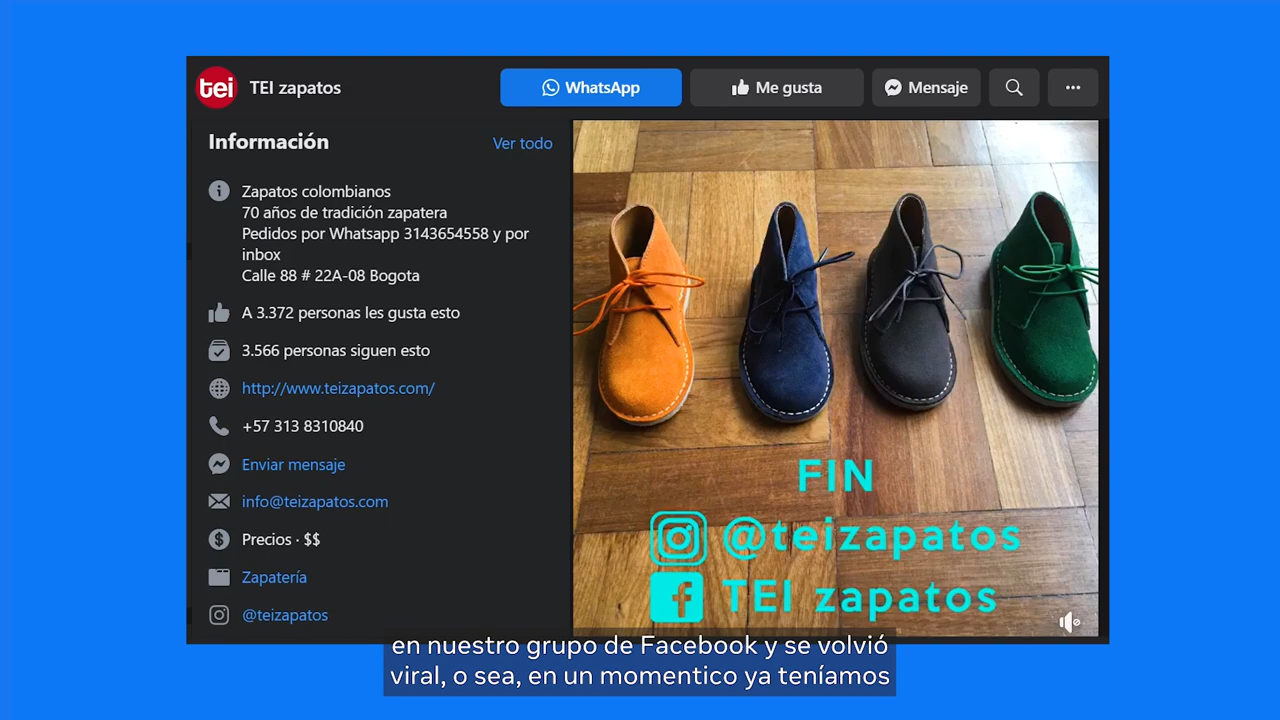 tei
TEI zapatos
WhatsApp
Me gusta
Mensaje
Información
Ver todo
Zapatos colombianos
70 años de tradición zapatera
Pedidos por Whatsapp 3143654558 y por
inbox
Calle 88 # 22A-08 Bogota
A 3.372 personas les gusta esto
3.566 personas siguen esto
http://www.teizapatos.com/
+57 313 8310840
Enviar mensaje
info@teizapatos.com
Precios · $$
Zapatería
@teizapatos
FIN
@teizapatos
TEI zapatos
en nuestro grupo de Facebook y se volvió
viral, o sea, en un momentico ya teníamos